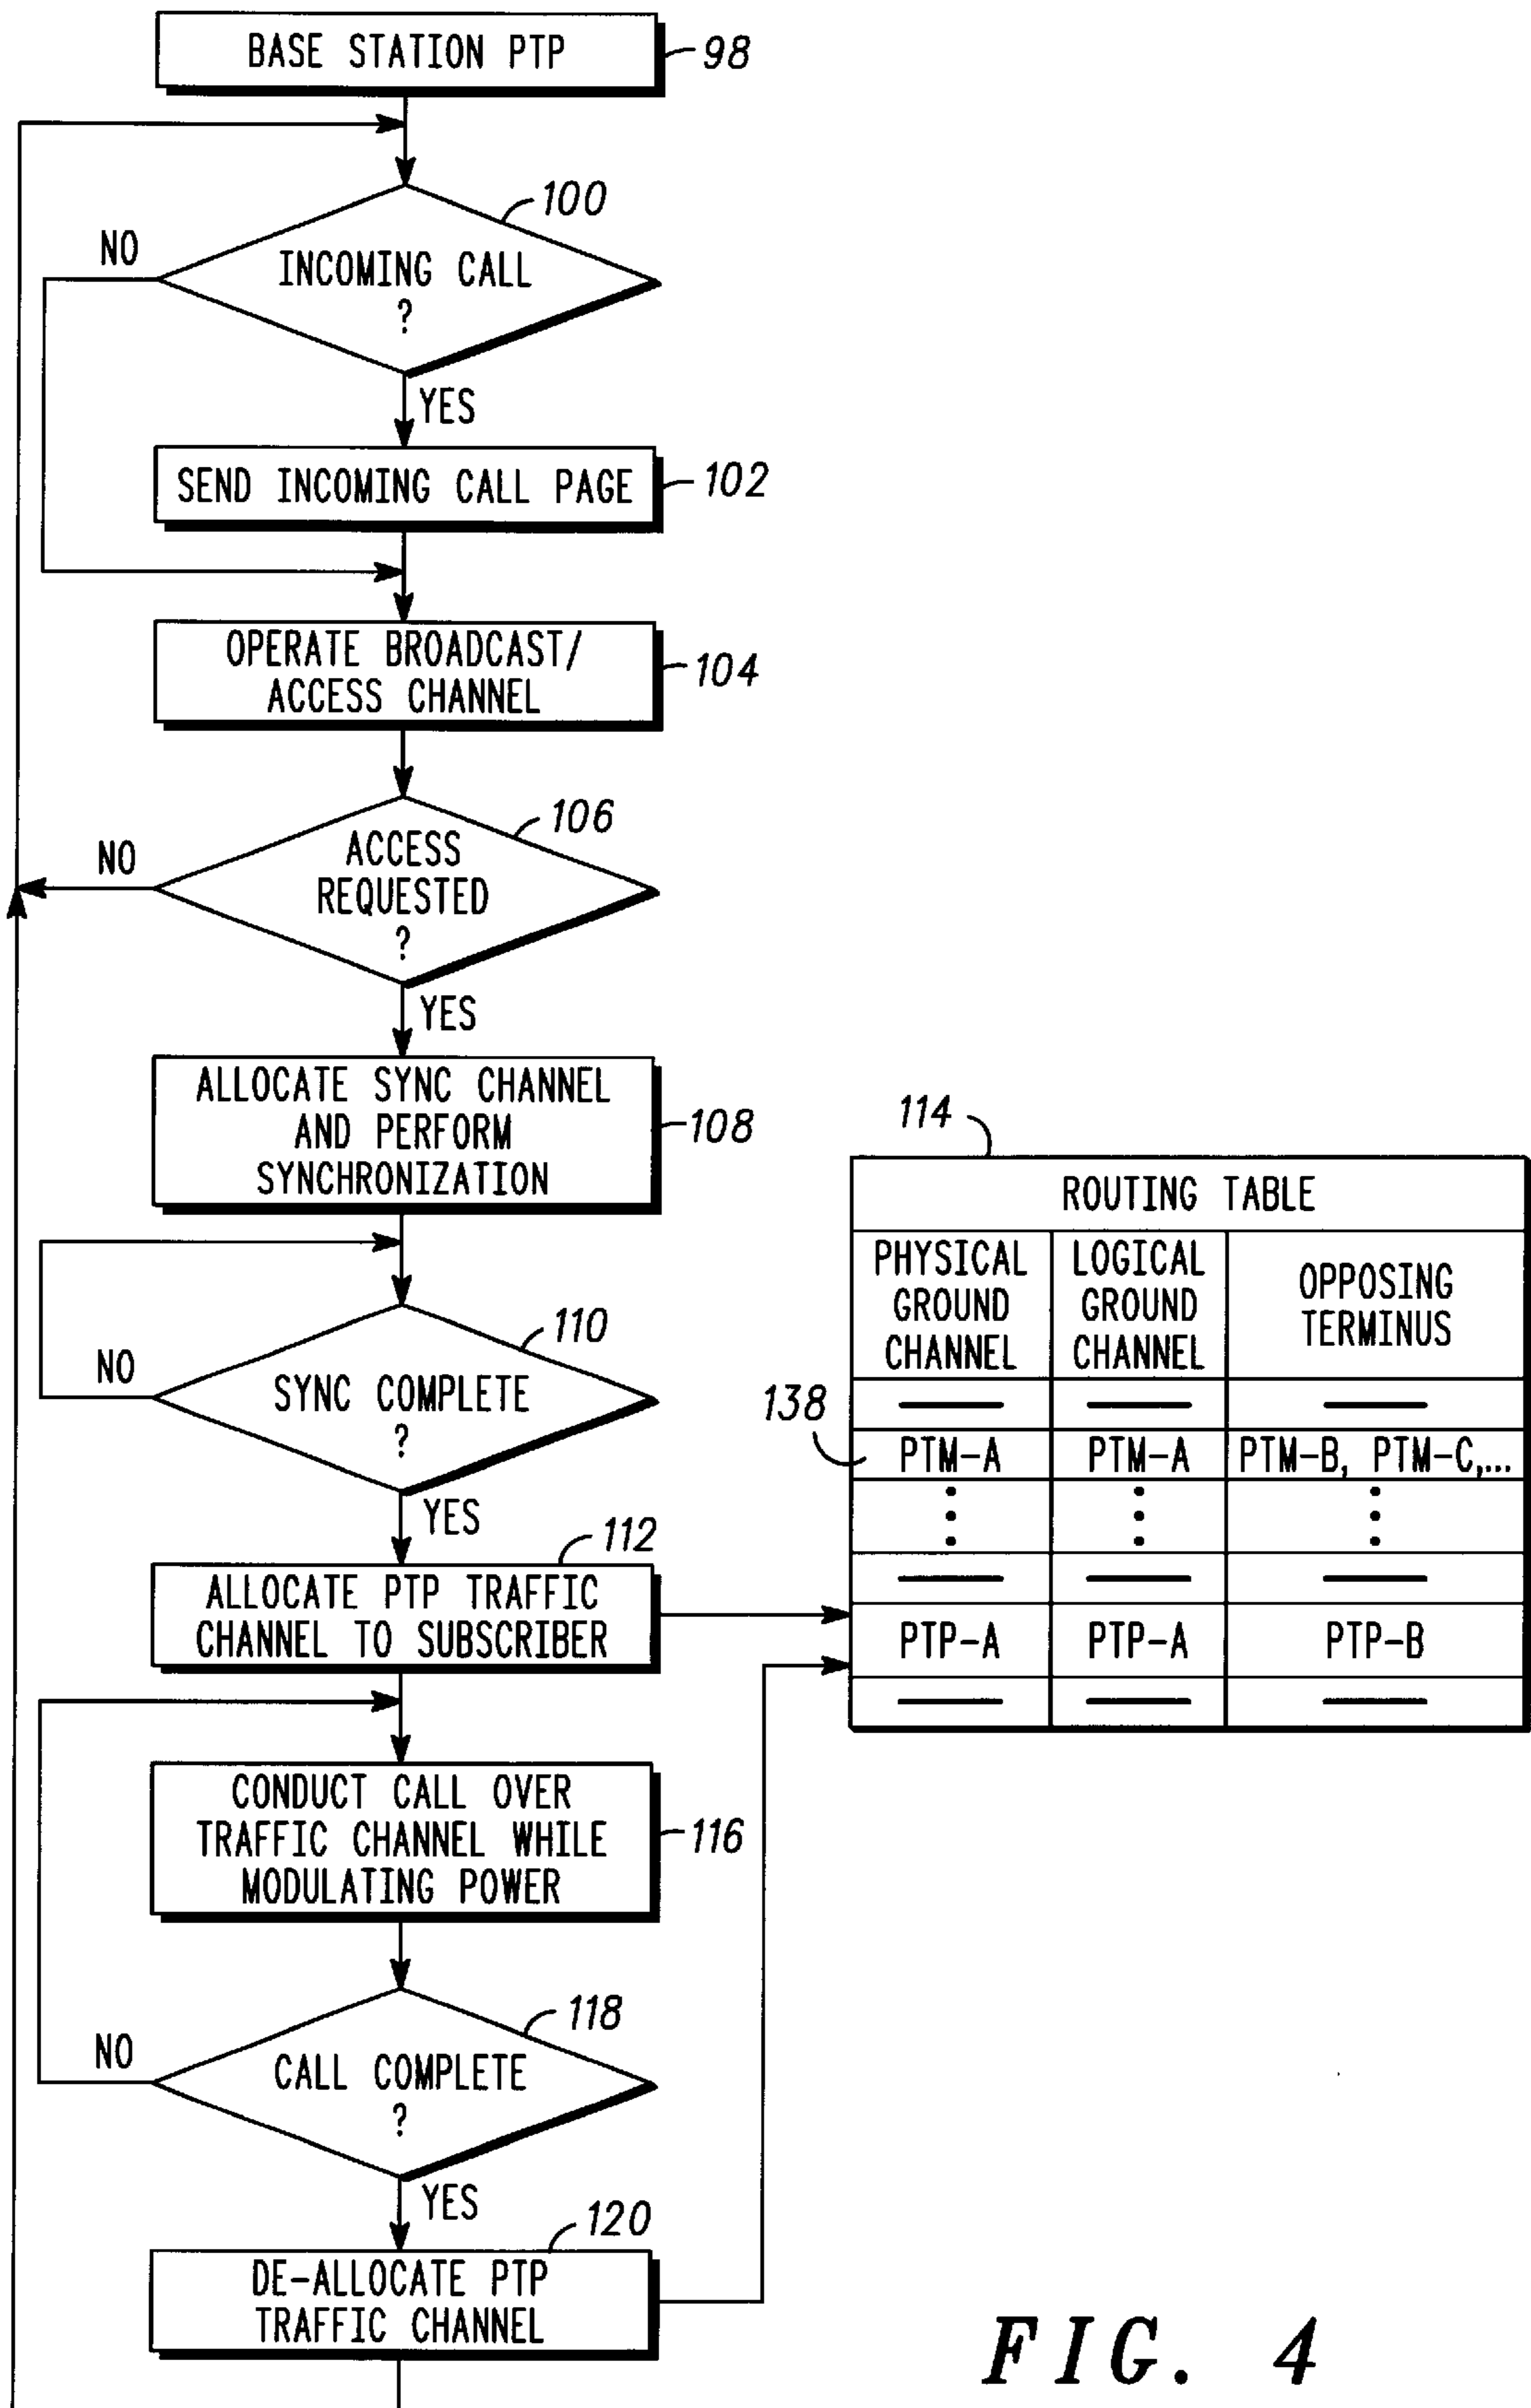 BASE STATION PTP
98
100
NO
INCOMING CALL
?
YES
SEND INCOMING CALL PAGE
102
OPERATE BROADCAST/
ACCESS CHANNEL
104
106
NO
ACCESS
REQUESTED
?
YES
ALLOCATE SYNC CHANNEL
AND PERFORM
SYNCHRONIZATION
108
110
NO
SYNC COMPLETE
?
YES
112
ALLOCATE PTP TRAFFIC
CHANNEL TO SUBSCRIBER
CONDUCT CALL OVER
TRAFFIC CHANNEL WHILE
MODULATING POWER
116
118
NO
CALL COMPLETE
?
YES
120
DE-ALLOCATE PTP
TRAFFIC CHANNEL
114
ROUTING TABLE
PHYSICAL
GROUND
CHANNEL
LOGICAL
GROUND
CHANNEL
OPPOSING
TERMINUS
138
PTM-A PTM-A PTM-B, PTM-C,...
PTP-A PTP-A PTP-B
FIG. 4